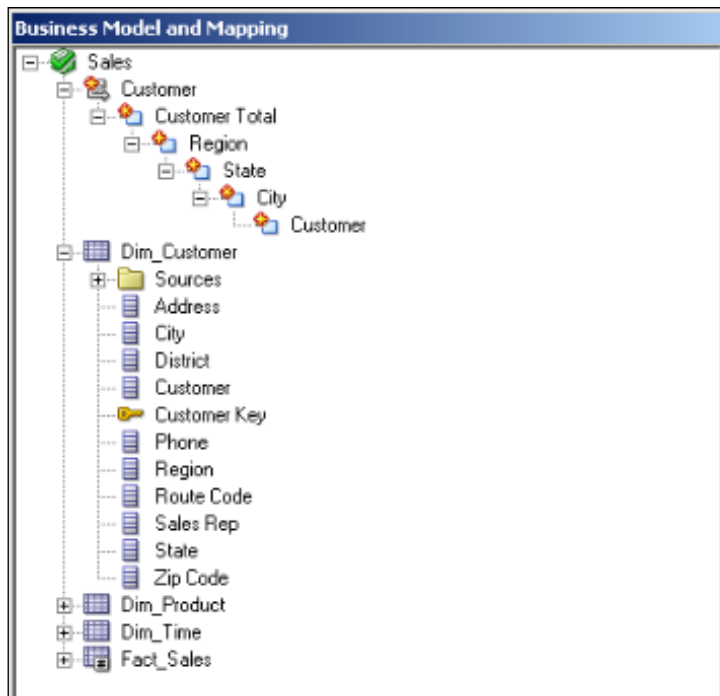 Business Model and Mapping
Sales
Customer
Customer Total
Region
State
City
Customer
Dim_Customer
Sources
Address
City
District
Customer
Customer Key
Phone
Region
Route Code
Sales Rep
State
Zip Code
Dim_Product
Dim_Time
Fact_Sales